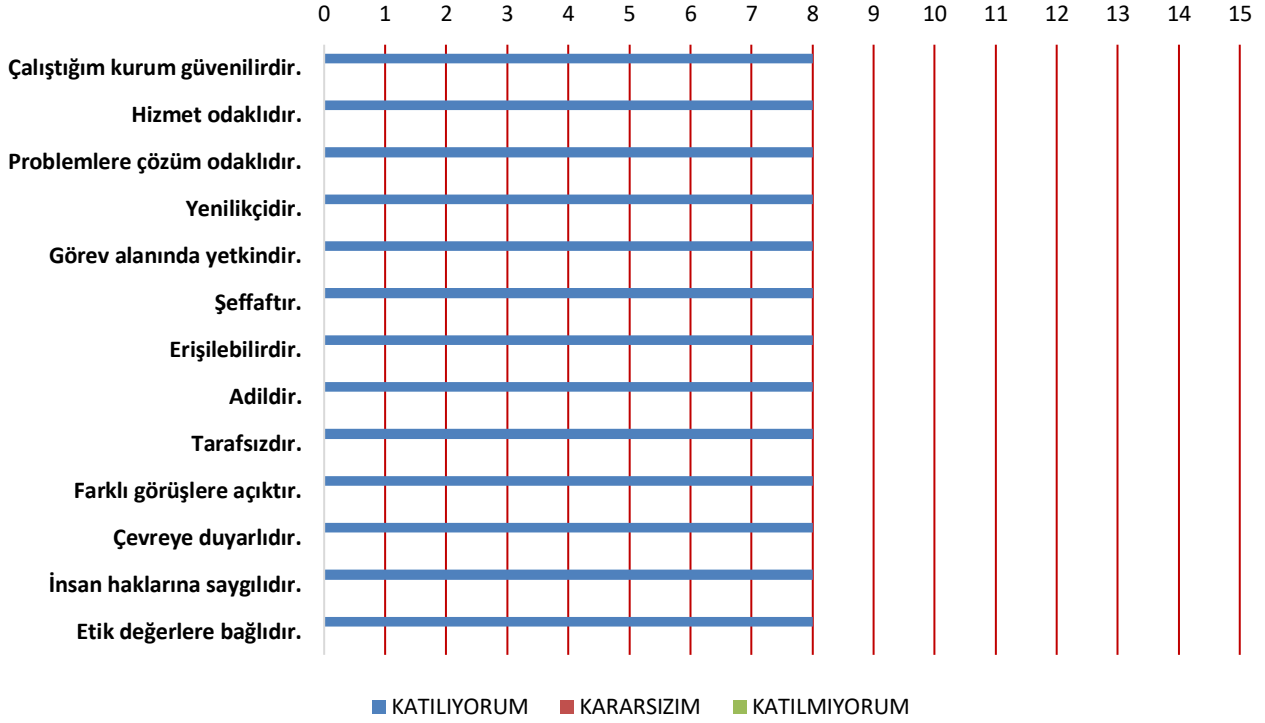 0 1 2 3 4 5 6 7 8 9 10 11 12 13 14 15
Çalıştığım kurum güvenilirdir.
Hizmet odaklıdır.
Problemlere çözüm odaklıdır.
Yenilikçidir.
Görev alanında yetkindir.
Şeffaftır.
Erişilebilirdir.
Adildir.
Tarafsızdır.
Farklı görüşlere açıktır.
Çevreye duyarlıdır.
İnsan haklarına saygılıdır.
Etik değerlere bağlıdır.
KATILIYORUM KARARSIZIM KATILMIYORUM